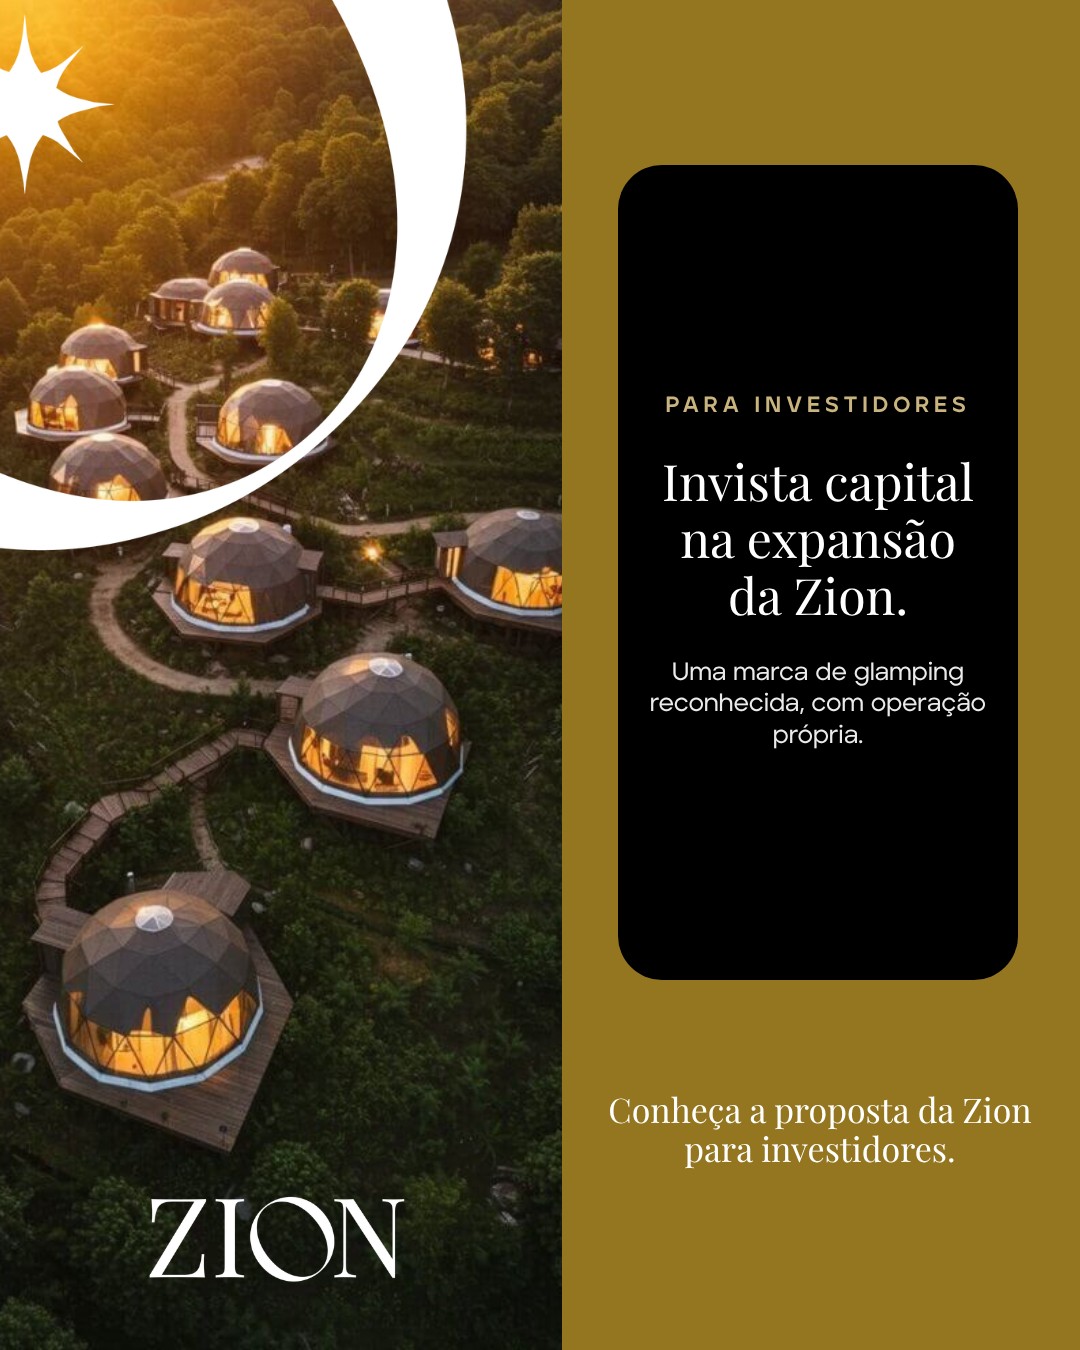 PARA INVESTIDORES
Invista capital
na expansão
da Zion.
Uma marca de glamping
reconhecida, com operação
própria.
Conheça a proposta da Zion
para investidores.
ZION